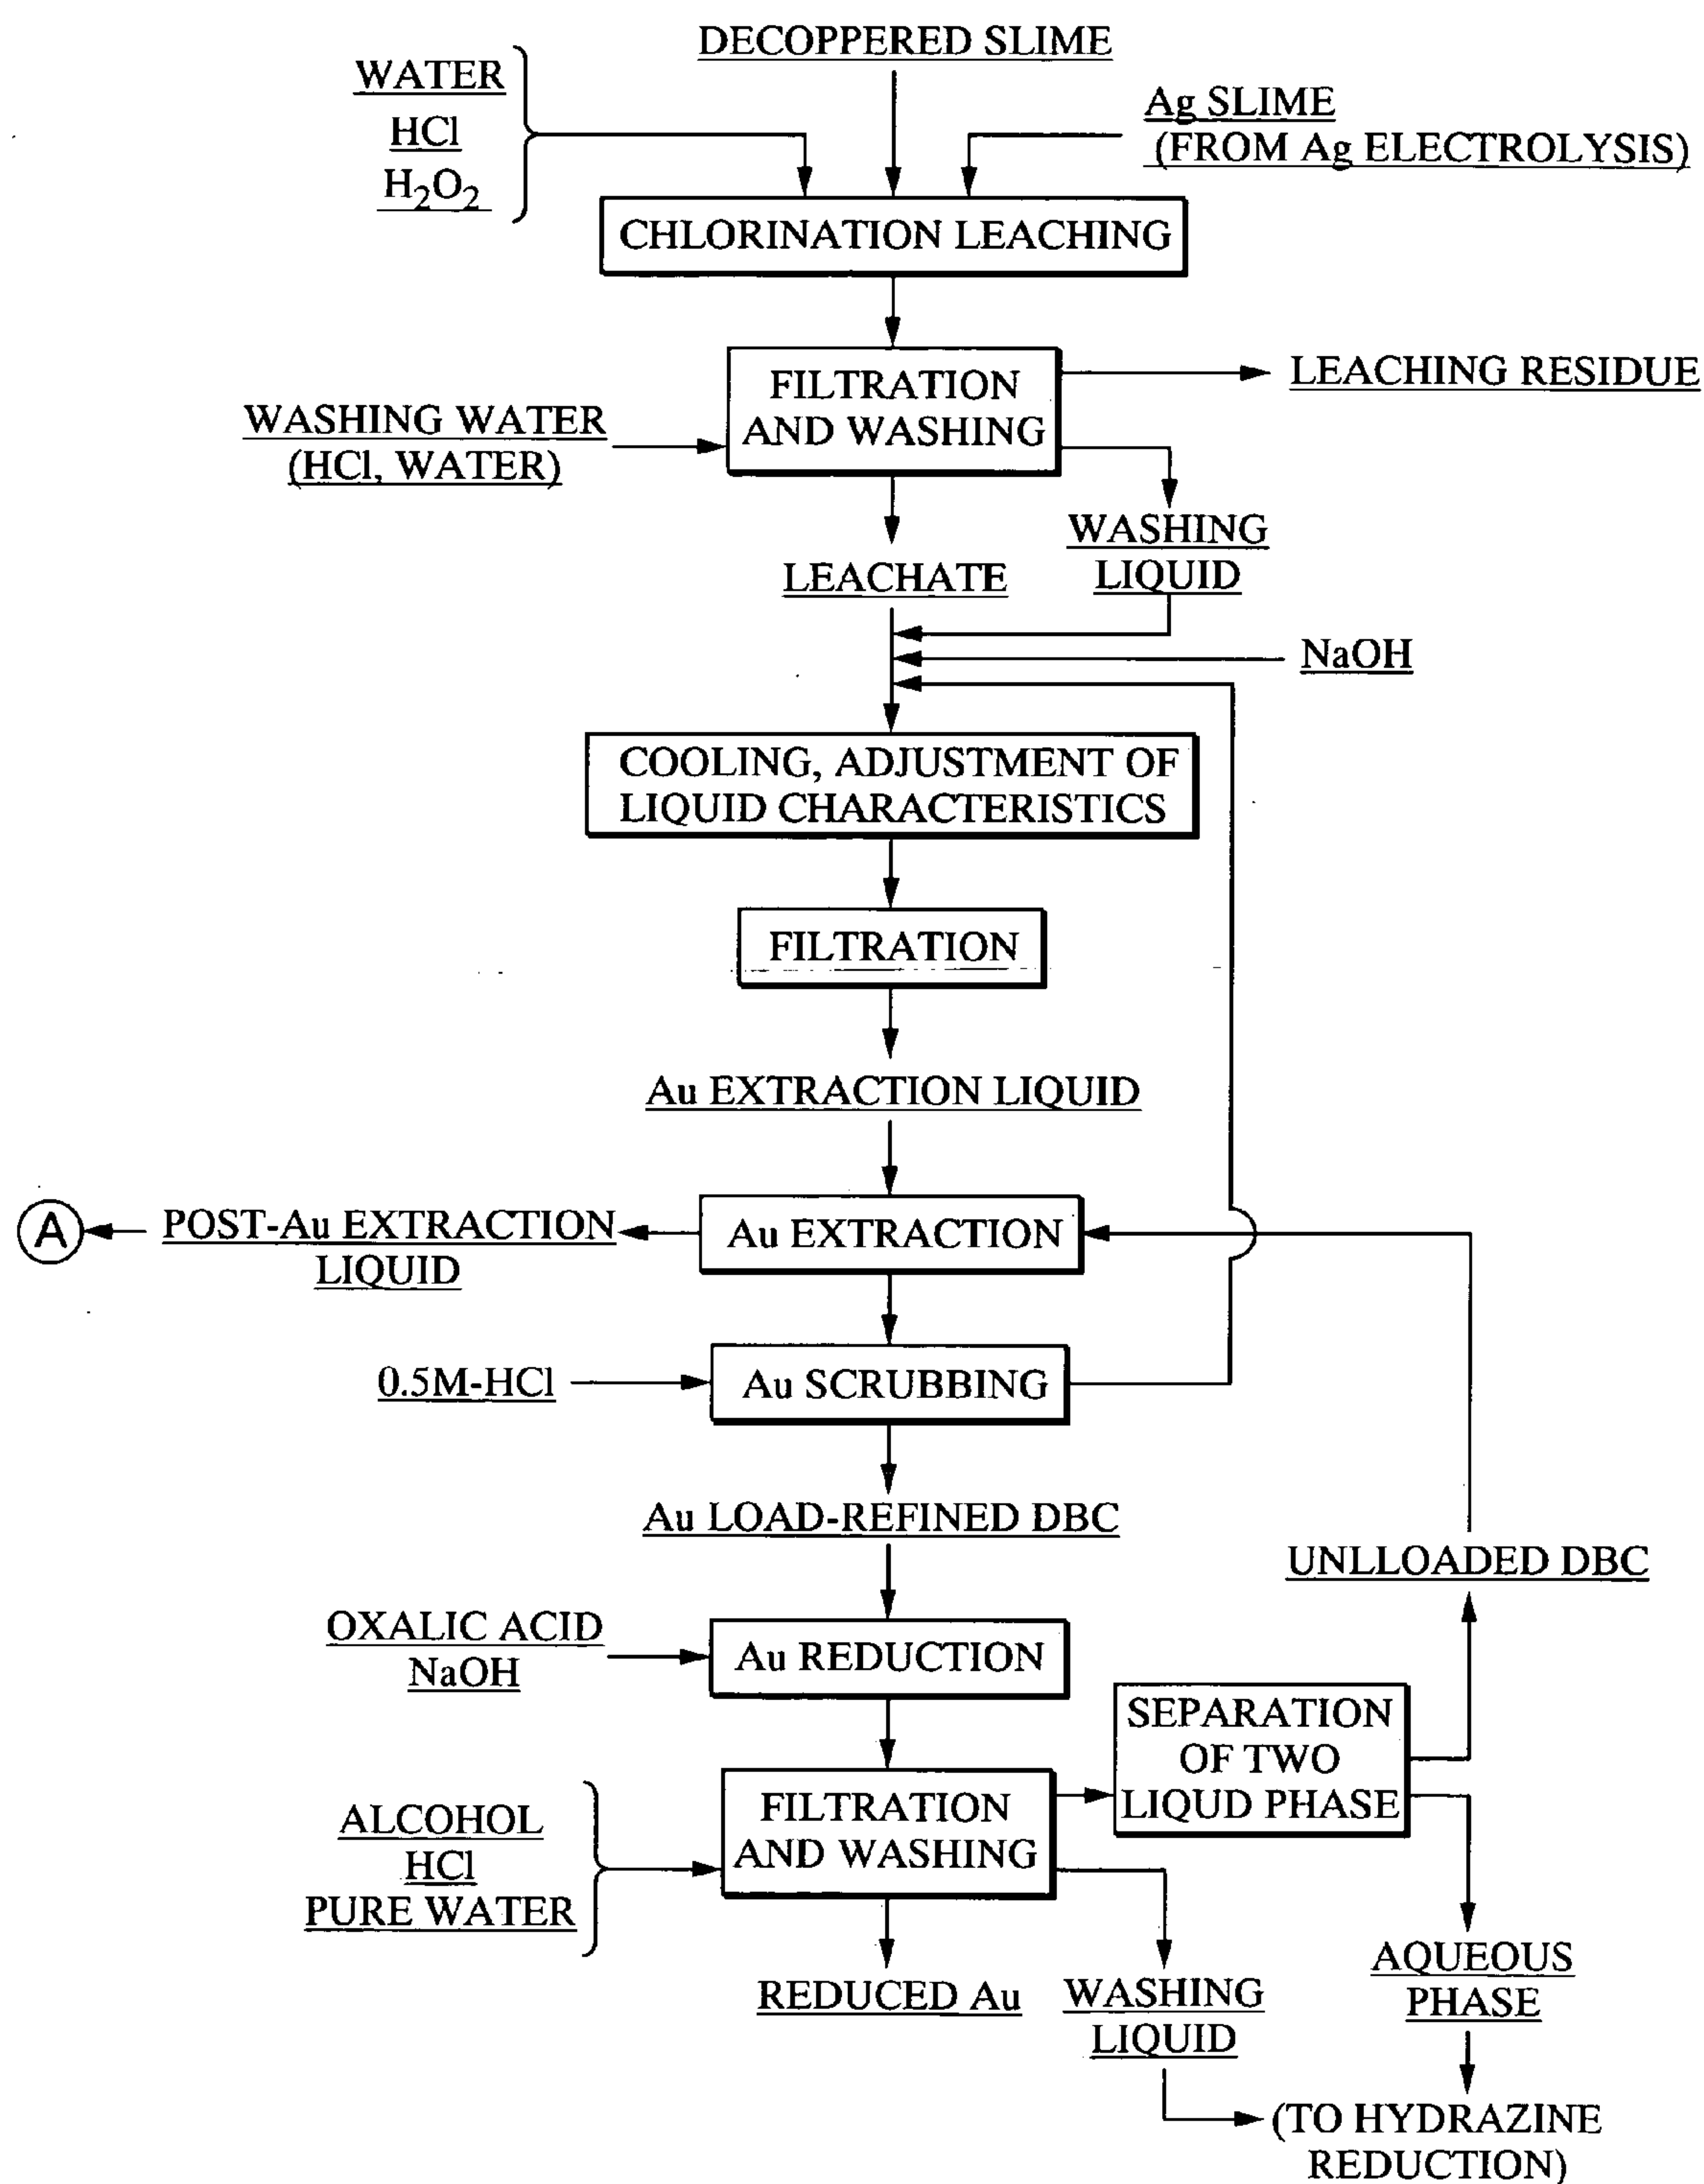 DECOPPERED SLIME
WATER
HCl
H₂O₂
Ag SLIME
(FROM Ag ELECTROLYSIS)
CHLORINATION LEACHING
FILTRATION
AND WASHING
LEACHING RESIDUE
WASHING WATER
(HCl, WATER)
LEACHATE
WASHING
LIQUID
NaOH
COOLING, ADJUSTMENT OF
LIQUID CHARACTERISTICS
FILTRATION
Au EXTRACTION LIQUID
A
POST-Au EXTRACTION
LIQUID
Au EXTRACTION
0.5M-HCl
Au SCRUBBING
Au LOAD-REFINED DBC
UNLLOADED DBC
OXALIC ACID
NaOH
Au REDUCTION
SEPARATION
OF TWO
LIQUD PHASE
ALCOHOL
HCl
PURE WATER
FILTRATION
AND WASHING
REDUCED Au
WASHING
LIQUID
AQUEOUS
PHASE
(TO HYDRAZINE
REDUCTION)